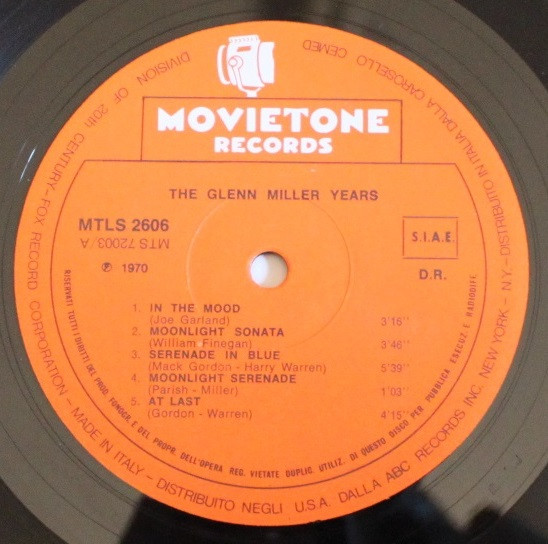 MOVIETONE
RECORDS
THE GLENN MILLER YEARS
MTLS 2606
MTS 72003/A
S.I.A.E.
℗ 1970
D.R.
1. IN THE MOOD
(Joe Garland) 3'16''
2. MOONLIGHT SONATA
(William Finegan) 3'46''
3. SERENADE IN BLUE
(Mack Gordon - Harry Warren) 5'39''
4. MOONLIGHT SERENADE
(Parish - Miller) 1'03''
5. AT LAST
(Gordon - Warren) 4'15''
RISERVATI TUTTI I DIRITTI DEL PROD. FONOGR. E DEL PROPR. DELL'OPERA REG. VIETATE DUPLIC. UTILIZ. DI QUESTO DISCO PER PUBBLICA ESECUZ. E RADIODIFF.
DIVISION OF 20th CENTURY-FOX RECORD CORPORATION - MADE IN ITALY - DISTRIBUITO NEGLI U.S.A. DALLA ABC RECORDS INC. NEW YORK - N.Y. - DISTRIBUITO IN ITALIA DALLA CAROSELLO CEMED